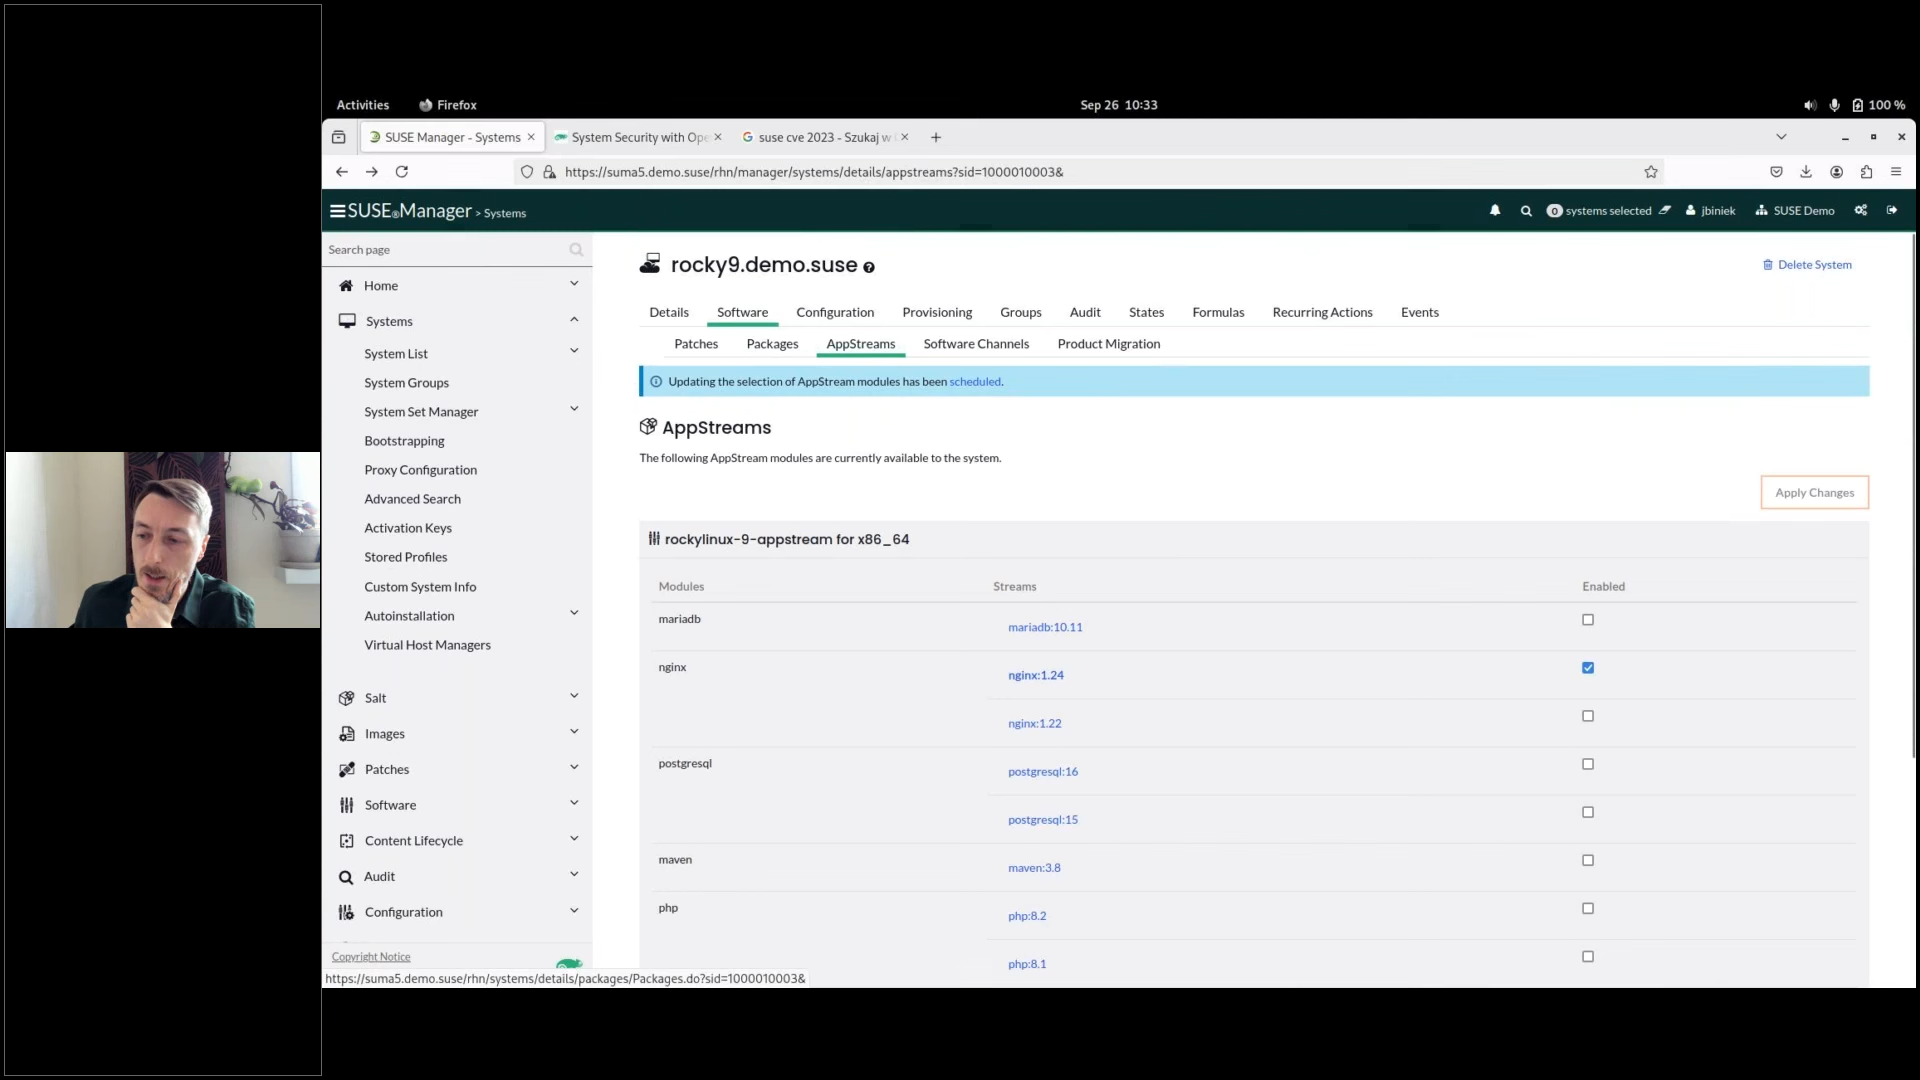 Activities Firefox Sep 26 10:33 100 %
SUSE Manager - Systems × System Security with Ope × suse cve 2023 - Szukaj w × +
https://suma5.demo.suse/rhn/manager/systems/details/appstreams?sid=1000010003&
SUSE®Manager > Systems 0 systems selected jbiniek SUSE Demo
Search page
Home
Systems
System List
System Groups
System Set Manager
Bootstrapping
Proxy Configuration
Advanced Search
Activation Keys
Stored Profiles
Custom System Info
Autoinstallation
Virtual Host Managers
Salt
Images
Patches
Software
Content Lifecycle
Audit
Configuration
Copyright Notice
https://suma5.demo.suse/rhn/systems/details/packages/Packages.do?sid=1000010003&
rocky9.demo.suse ? Delete System
Details Software Configuration Provisioning Groups Audit States Formulas Recurring Actions Events
Patches Packages AppStreams Software Channels Product Migration
Updating the selection of AppStream modules has been scheduled.
AppStreams
The following AppStream modules are currently available to the system.
Apply Changes
rockylinux-9-appstream for x86_64
Modules Streams Enabled
mariadb mariadb:10.11
nginx nginx:1.24
nginx:1.22
postgresql postgresql:16
postgresql:15
maven maven:3.8
php php:8.2
php:8.1